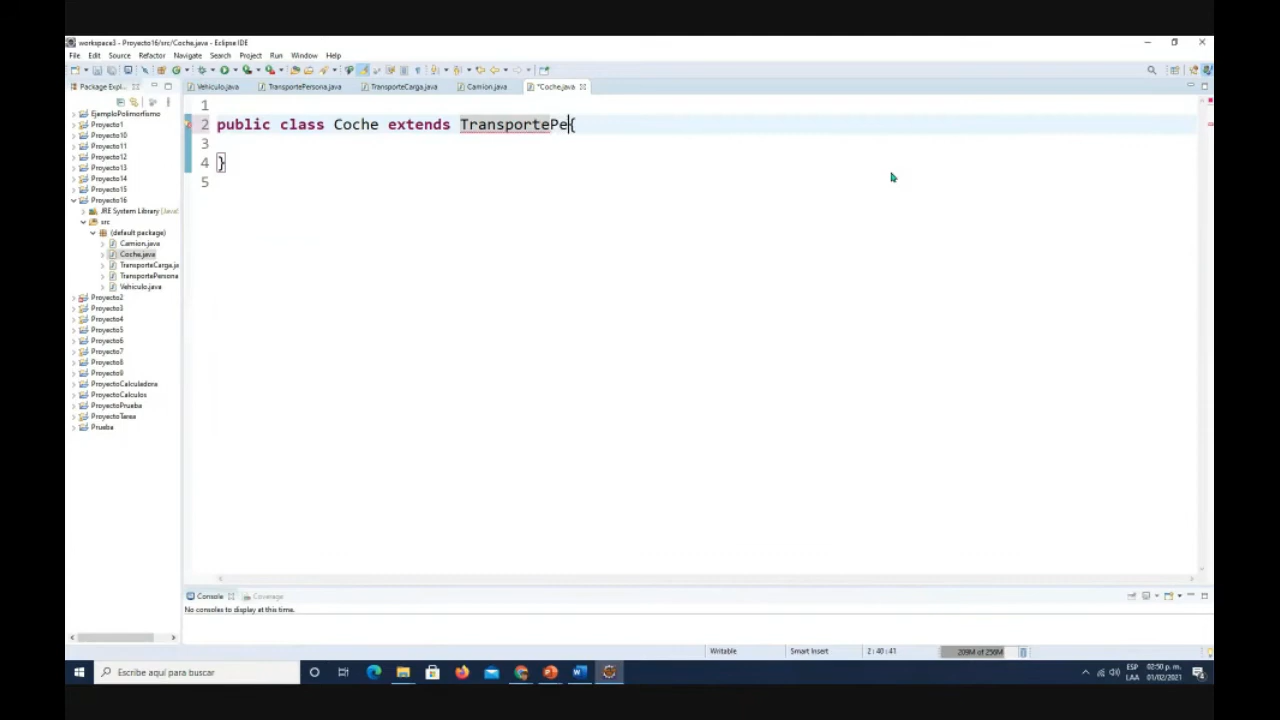 workspace3 - Proyecto16/src/Coche.java - Eclipse IDE
File Edit Source Refactor Navigate Search Project Run Window Help
Package Expl...
Vehiculo.java TransportePersona.java TransporteCarga.java Camion.java *Coche.java
EjemploPolimorfismo
Proyecto1
Proyecto10
Proyecto11
Proyecto12
Proyecto13
Proyecto14
Proyecto15
Proyecto16
JRE System Library [Java
src
(default package)
Camion.java
Coche.java
TransporteCarga.ja
TransportePersona
Vehiculo.java
Proyecto2
Proyecto3
Proyecto4
Proyecto5
Proyecto6
Proyecto7
Proyecto8
Proyecto9
ProyectoCalculadora
ProyectoCalculos
ProyectoPrueba
ProyectoTarea
Prueba
1
2 public class Coche extends TransportePe{
3
4 }
5
Console Coverage
No consoles to display at this time.
Writable Smart Insert 2 : 40 : 41 209M of 256M
Escribe aquí para buscar
ESP 02:50 p. m.
LAA 01/02/2021